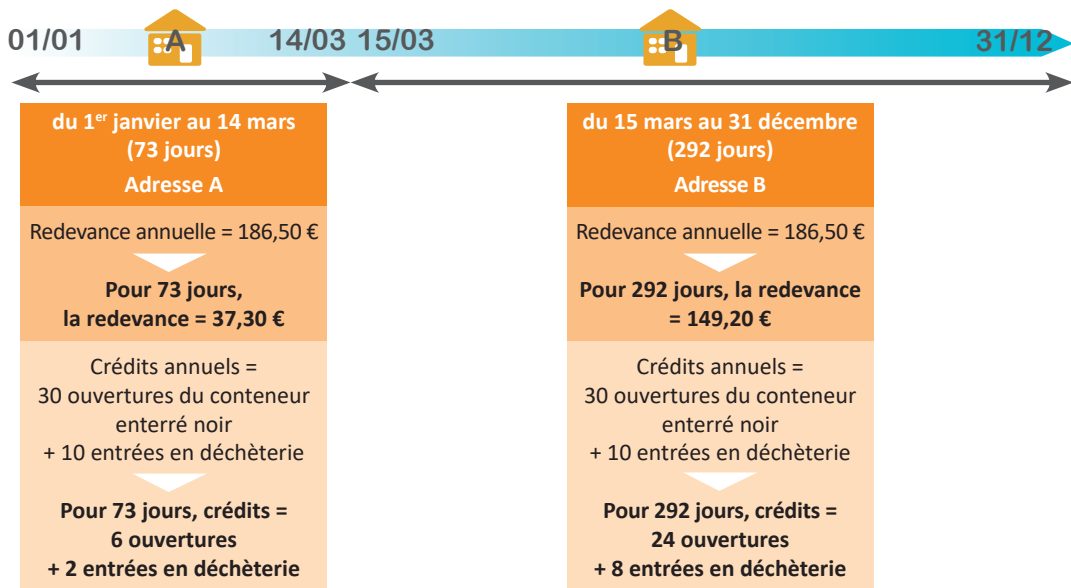 01/01 A 14/03 15/03 B 31/12
du 1er janvier au 14 mars
(73 jours)
Adresse A
Redevance annuelle = 186,50 €
Pour 73 jours,
la redevance = 37,30 €
Crédits annuels =
30 ouvertures du conteneur
enterré noir
+ 10 entrées en déchèterie
Pour 73 jours, crédits =
6 ouvertures
+ 2 entrées en déchèterie
du 15 mars au 31 décembre
(292 jours)
Adresse B
Redevance annuelle = 186,50 €
Pour 292 jours, la redevance
= 149,20 €
Crédits annuels =
30 ouvertures du conteneur
enterré noir
+ 10 entrées en déchèterie
Pour 292 jours, crédits =
24 ouvertures
+ 8 entrées en déchèterie